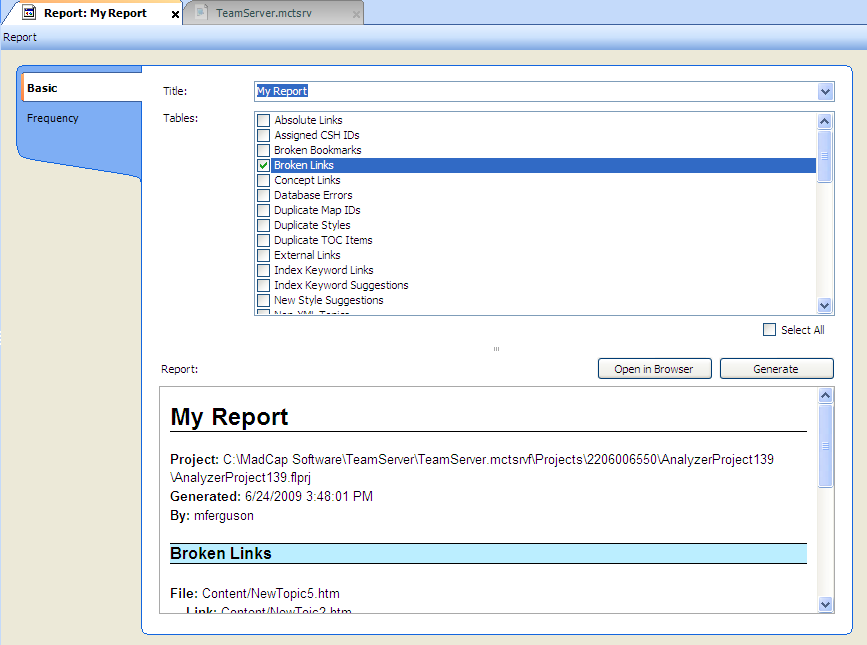 Report: My Report
TeamServer.mctsrv
Report
Basic
Frequency
Title:
My Report
Tables:
Absolute Links
Assigned CSH IDs
Broken Bookmarks
Broken Links
Concept Links
Database Errors
Duplicate Map IDs
Duplicate Styles
Duplicate TOC Items
External Links
Index Keyword Links
Index Keyword Suggestions
New Style Suggestions
Non-XML Topics
Select All
Report:
Open in Browser
Generate
My Report
Project: C:\MadCap Software\TeamServer\TeamServer.mctsrvf\Projects\2206006550\AnalyzerProject139
\AnalyzerProject139.flprj
Generated: 6/24/2009 3:48:01 PM
By: mferguson
Broken Links
File: Content/NewTopic5.htm
Link: Content/NewToic2.htm